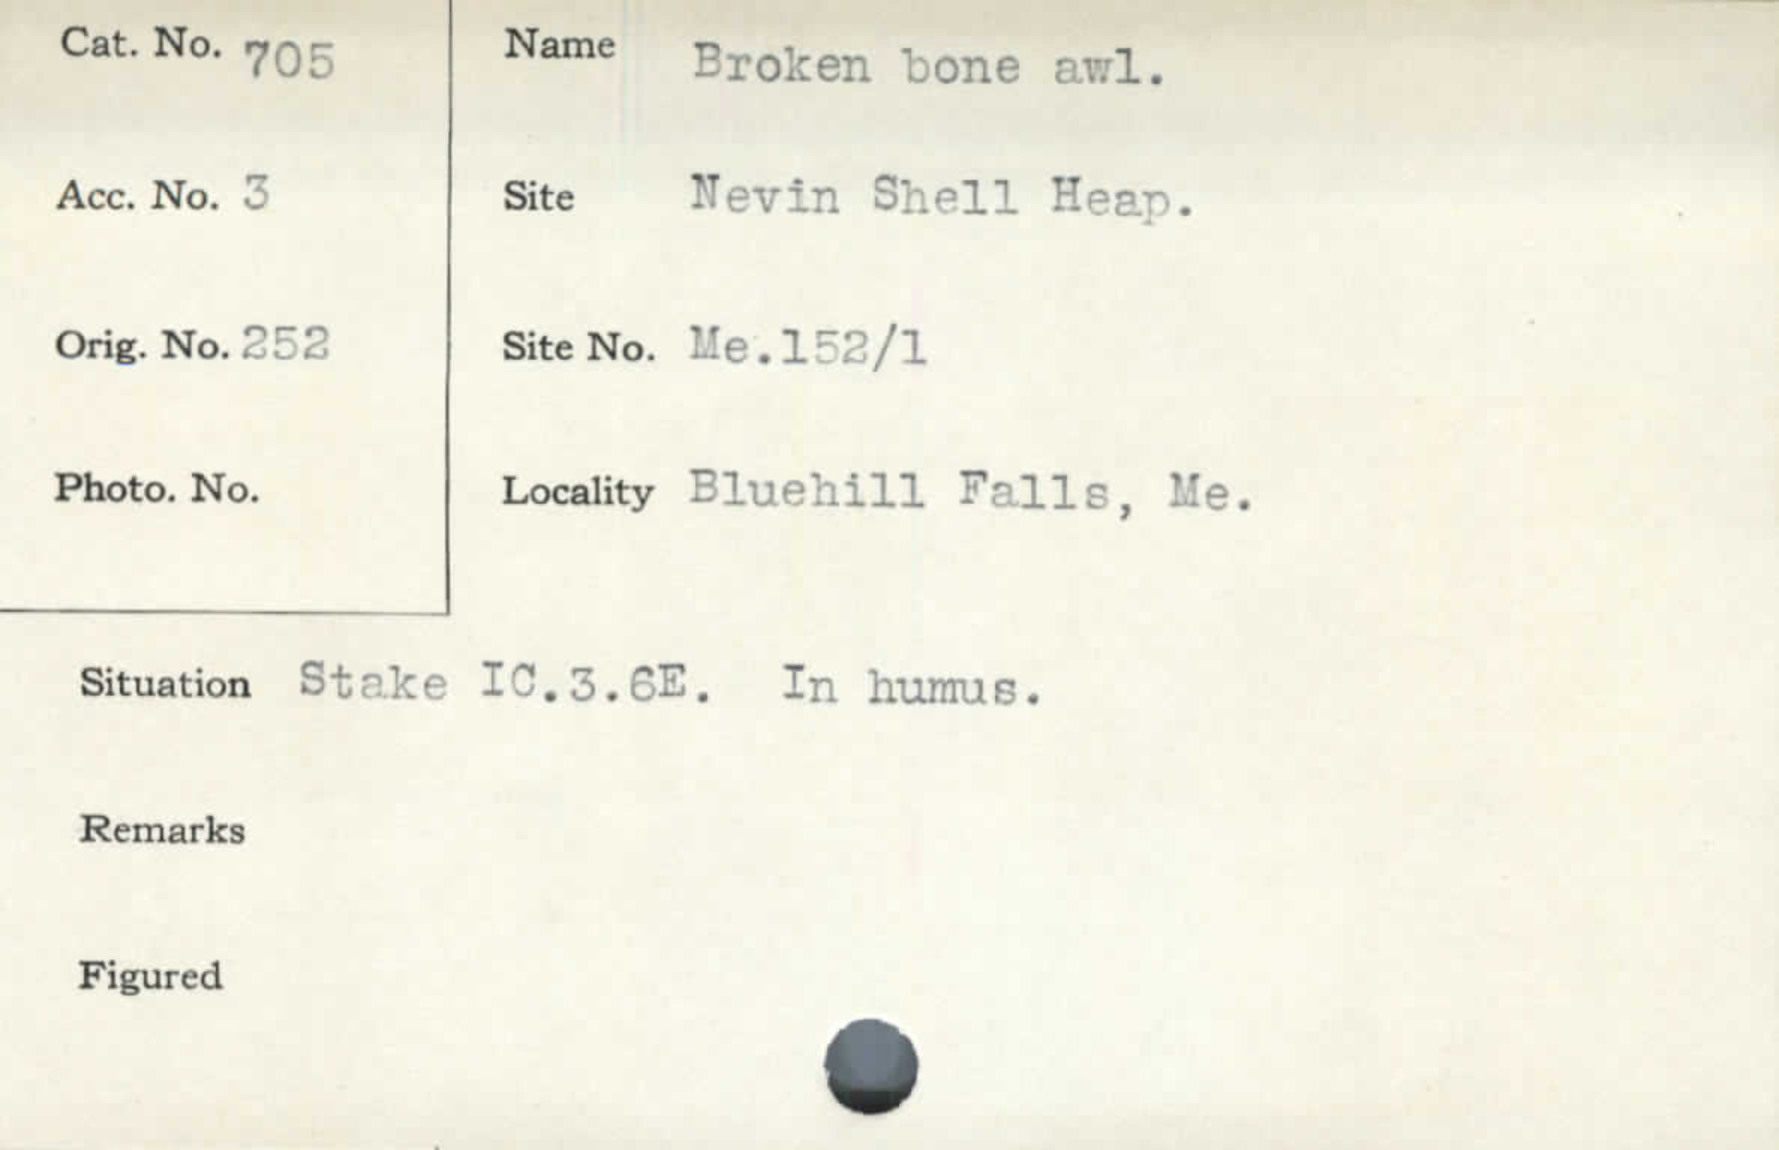 Cat. No. 705
Name Broken bone awl.
Acc. No. 3
Site Nevin Shell Heap.
Orig. No. 252
Site No. Me.152/1
Photo. No.
Locality Bluehill Falls, Me.
Situation Stake IC.3.6E. In humus.
Remarks
Figured